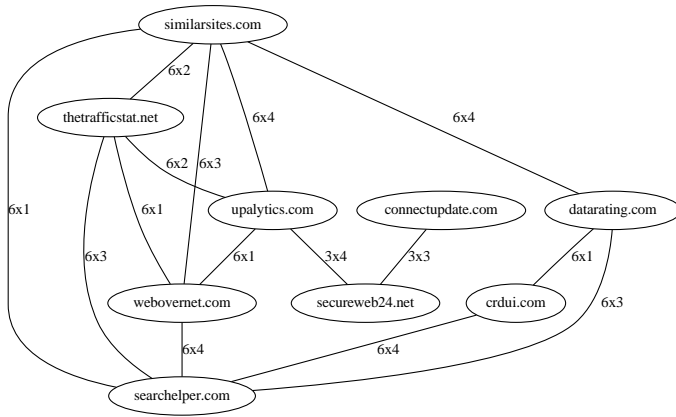 similarsites.com
6x2
thetrafficstat.net
6x4
6x4
6x2
6x3
6x1
6x1
upalytics.com
connectupdate.com
datarating.com
6x3
6x1
3x4
3x3
6x1
webovernet.com
secureweb24.net
crdui.com
6x3
6x4
6x4
searchelper.com